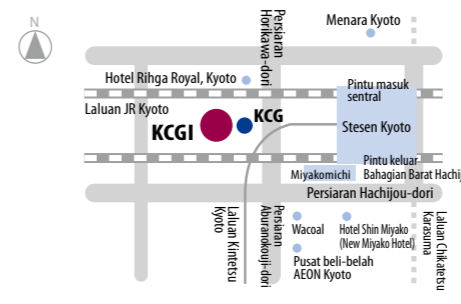 N
Persiaran
Horikawa-dori
Menara Kyoto
Hotel Rihga Royal, Kyoto
Pintu masuk
sentral
Laluan JR Kyoto
KCG
KCGI
Stesen Kyoto
Pintu keluar
Bahagian Barat Hachij
Miyakomichi
Persiaran Hachijou-dori
Laluan Kintetsu
Kyoto
Persiaran
Aburanokouji-dori
Wacoal
Hotel Shin Miyako
(New Miyako Hotel)
Pusat beli-belah
AEON Kyoto
Laluan Chikatetsu
Karasuma